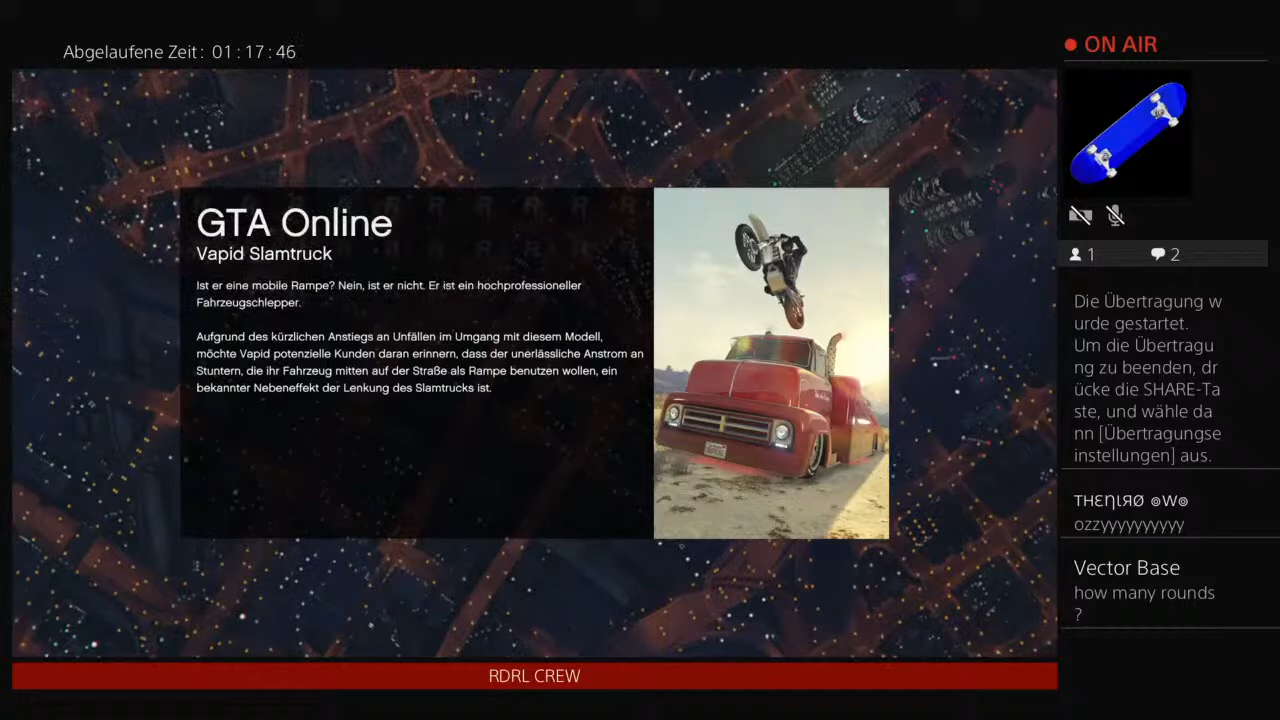 Abgelaufene Zeit: 01:17:46
ON AIR
GTA Online
Vapid Slamtruck
Ist er eine mobile Rampe? Nein, ist er nicht. Er ist ein hochprofessioneller
Fahrzeugschlepper.
Aufgrund des kürzlichen Anstiegs an Unfällen im Umgang mit diesem Modell,
möchte Vapid potenzielle Kunden daran erinnern, dass der unerlässliche Anstrom an
Stuntern, die ihr Fahrzeug mitten auf der Straße als Rampe benutzen wollen, ein
bekannter Nebeneffekt der Lenkung des Slamtrucks ist.
1
2
Die Übertragung w
urde gestartet.
Um die Übertragu
ng zu beenden, dr
ücke die SHARE-Ta
ste, und wähle da
nn [Übertragungse
instellungen] aus.
ᴛʜɛղɩяø ๏w๏
ozzyyyyyyyyyy
Vector Base
how many rounds
?
RDRL CREW